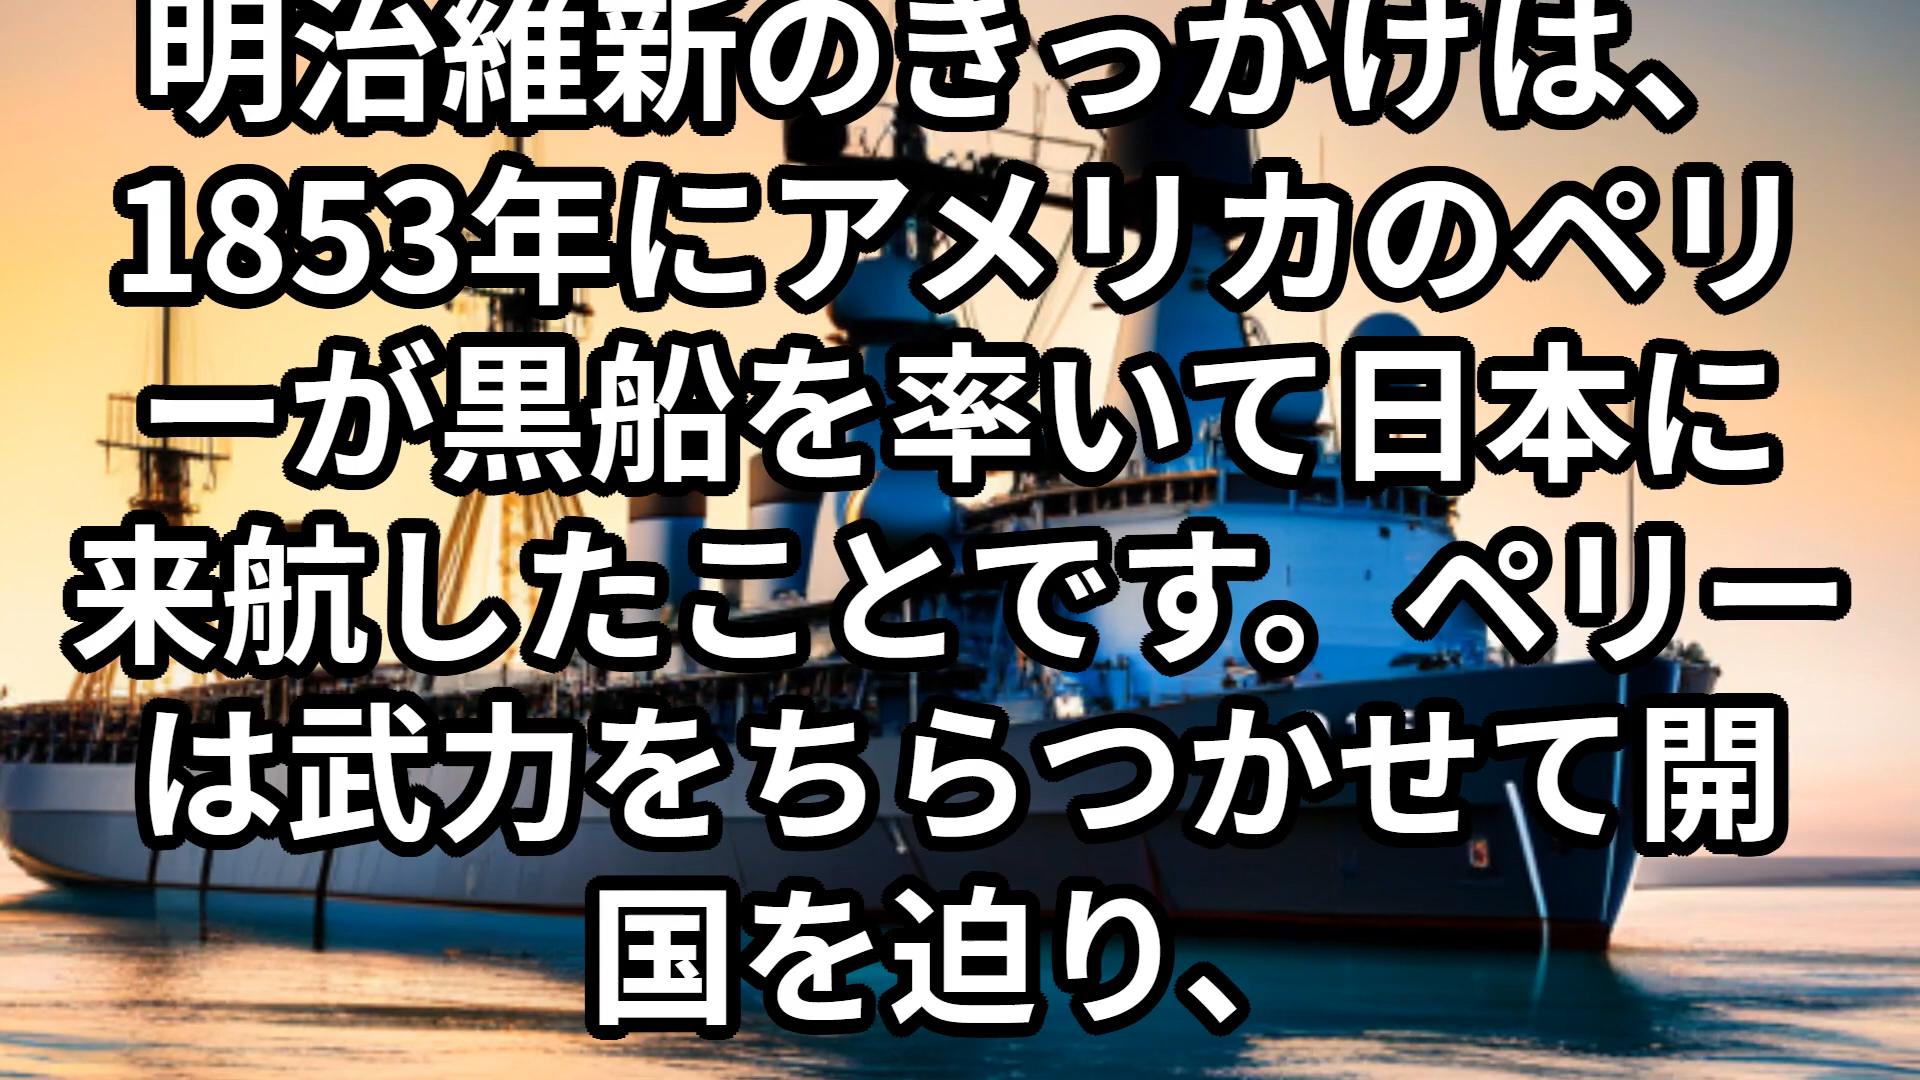 明治維新のきっかけは、
1853年にアメリカのペリ
ーが黒船を率いて日本に
来航したことです。ペリー
は武力をちらつかせて開
国を迫り、